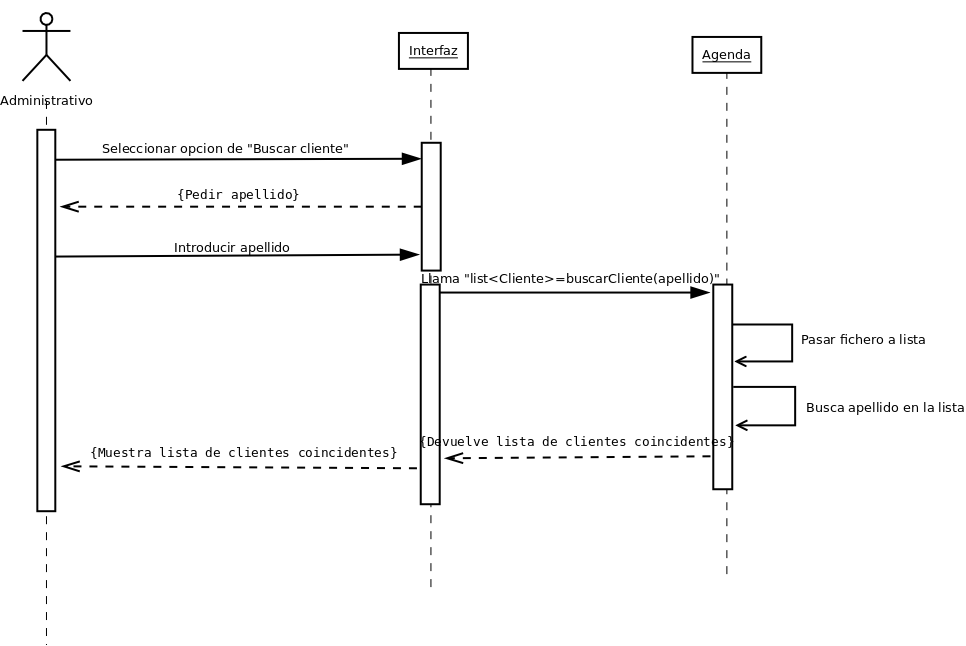 Interfaz
Agenda
Administrativo
Seleccionar opcion de "Buscar cliente"
{Pedir apellido}
Introducir apellido
Llama "list<Cliente>=buscarCliente(apellido)"
Pasar fichero a lista
Busca apellido en la lista
{Devuelve lista de clientes coincidentes}
{Muestra lista de clientes coincidentes}